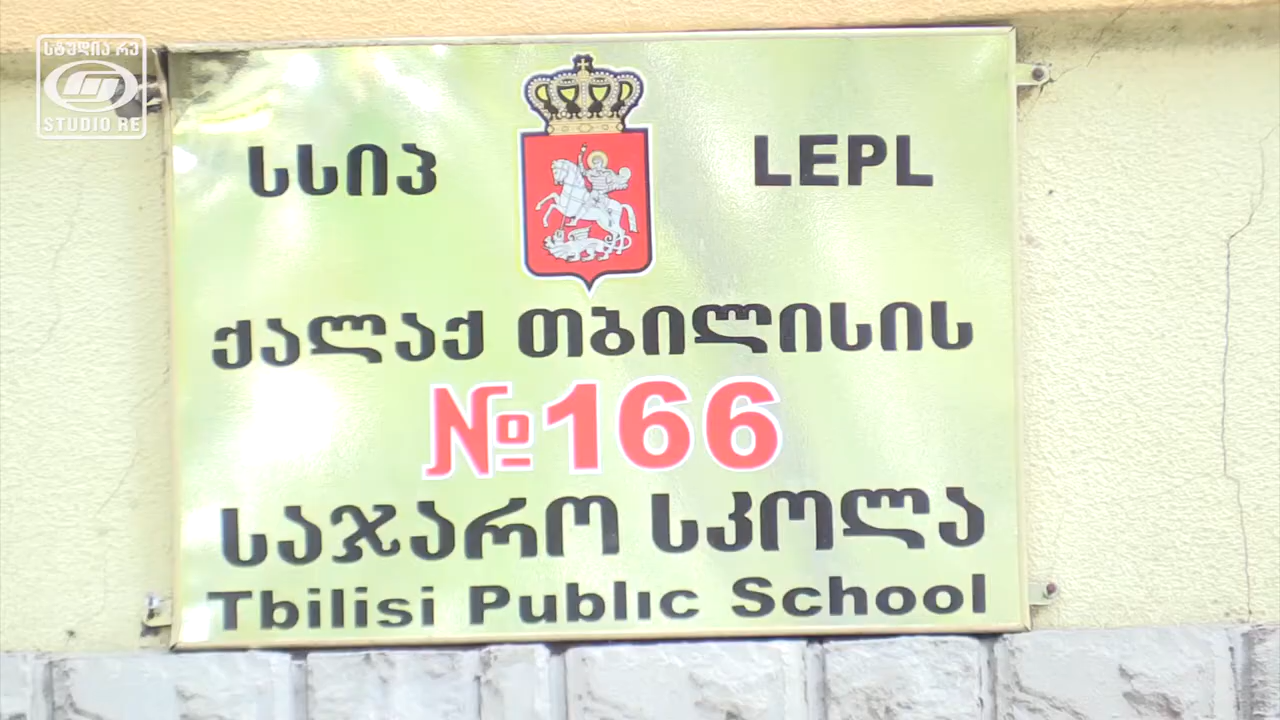 სტუდია რე
STUDIO RE
სსიპ LEPL
ქალაქ თბილისის
№166
საჯარო სკოლა
Tbilisi Public School